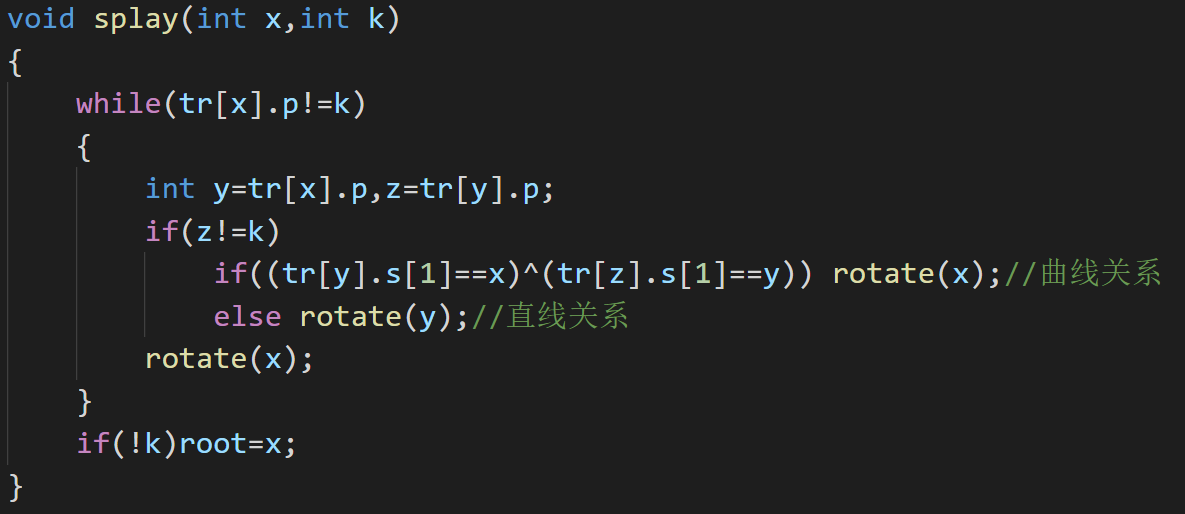 void splay(int x,int k)
{
    while(tr[x].p!=k)
    {
        int y=tr[x].p,z=tr[y].p;
        if(z!=k)
            if((tr[y].s[1]==x)^(tr[z].s[1]==y)) rotate(x);//曲线关系
            else rotate(y);//直线关系
        rotate(x);
    }
    if(!k)root=x;
}